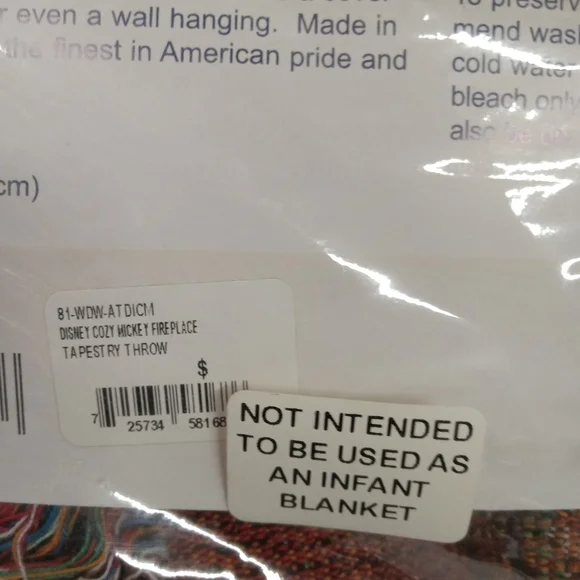 even a wall hanging. Made in
the finest in American pride and
mend
cold water
bleach only
also be
cm)
81-WDW-ATDICM
DISNEY COZY MICKEY FIREPLACE
TAPESTRY THROW
$
7 25734 58168
NOT INTENDED
TO BE USED AS
AN INFANT
BLANKET